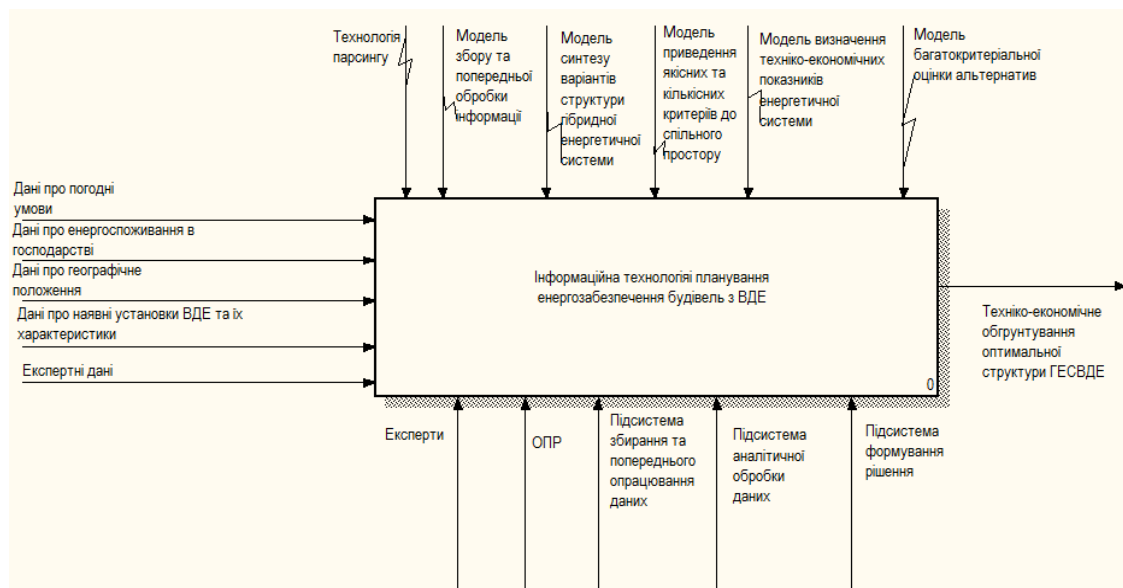 Технологія
парсингу
Модель
збору та
попередньої
обробки
інформації
Модель
синтезу
варіантів
структури
гібридної
енергетичної
системи
Модель
приведення
якісних та
кількісних
критеріїв до
спільного
простору
Модель визначення
техніко-економічних
показників
енергетичної
системи
Модель
багатокритеріальної
оцінки альтернатив
Дані про погодні
умови
Дані про енергоспоживання в
господарстві
Дані про географічне
положення
Дані про наявні установки ВДЕ та їх
характеристики
Експертні дані
Інформаційна технологіяі планування
енергозабезпечення будівель з ВДЕ
0
Техніко-економічне
обгрунтування
оптимальної
структури ГЕСВДЕ
Експерти
ОПР
Підсистема
збирання та
попереднього
опрацювання
даних
Підсистема
аналітичної
обробки
даних
Підсистема
формування
рішення